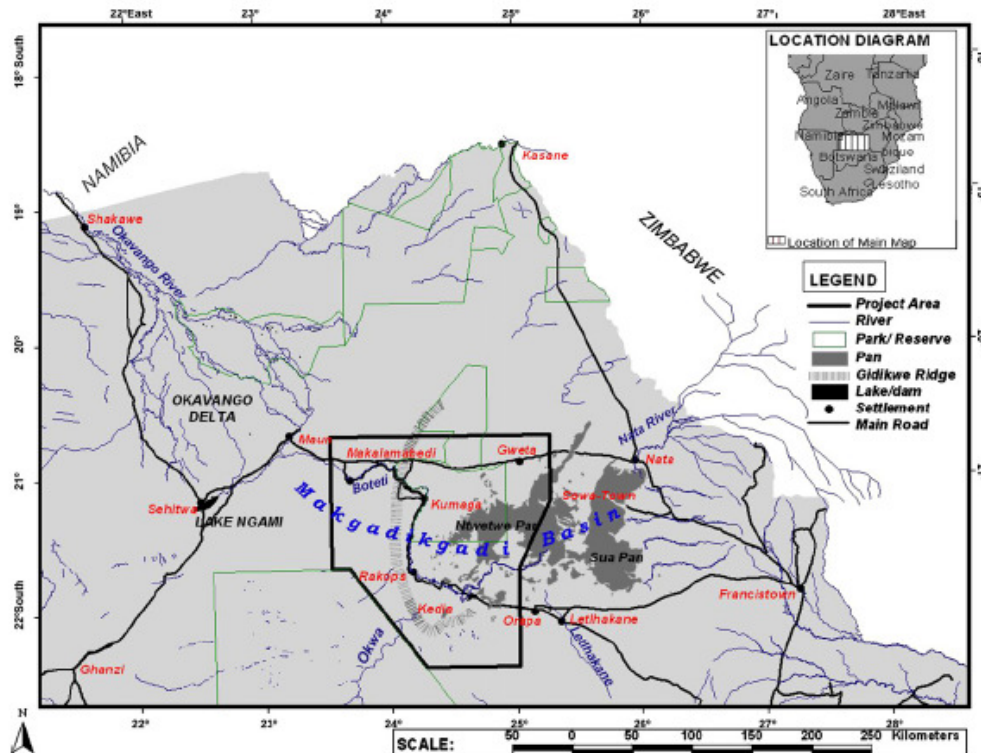 22°East
23°
24°
25°
26°
27°
28°East
18° South
19°
20°
21°
22°South
LOCATION DIAGRAM
Zaire
Tanzania
Angola
Malawi
Zambia
Zimbabwe
Namibia
Mozam
bique
Botswana
Swaziland
Lesotho
South Africa
Location of Main Map
NAMIBIA
ZIMBABWE
Kasane
Shakawe
Okavango River
LEGEND
Project Area
River
Park/ Reserve
Pan
Gidikwe Ridge
Lake/dam
Settlement
Main Road
OKAVANGO
DELTA
Maun
Makalamabedi
Gweta
Nata River
Nata
Boteti
Kumaga
Sowa-Town
Sehitwa
LAKE NGAMI
Makgadikgadi Basin
Ntwetwe Pan
Sua Pan
Rakops
Kedia
Orapa
Letlhakane
Francistown
Okwa
Letlhakane
Ghanzi
N
22°
23°
24°
25°
26°
27°
28°
SCALE:
50 0 50 100 150 200 250 Kilometers